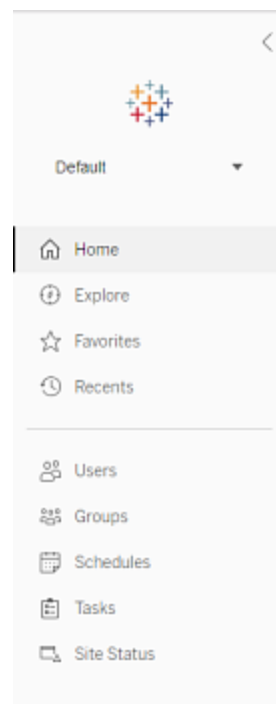 Default
Home
Explore
Favorites
Recents
Users
Groups
Schedules
Tasks
Site Status